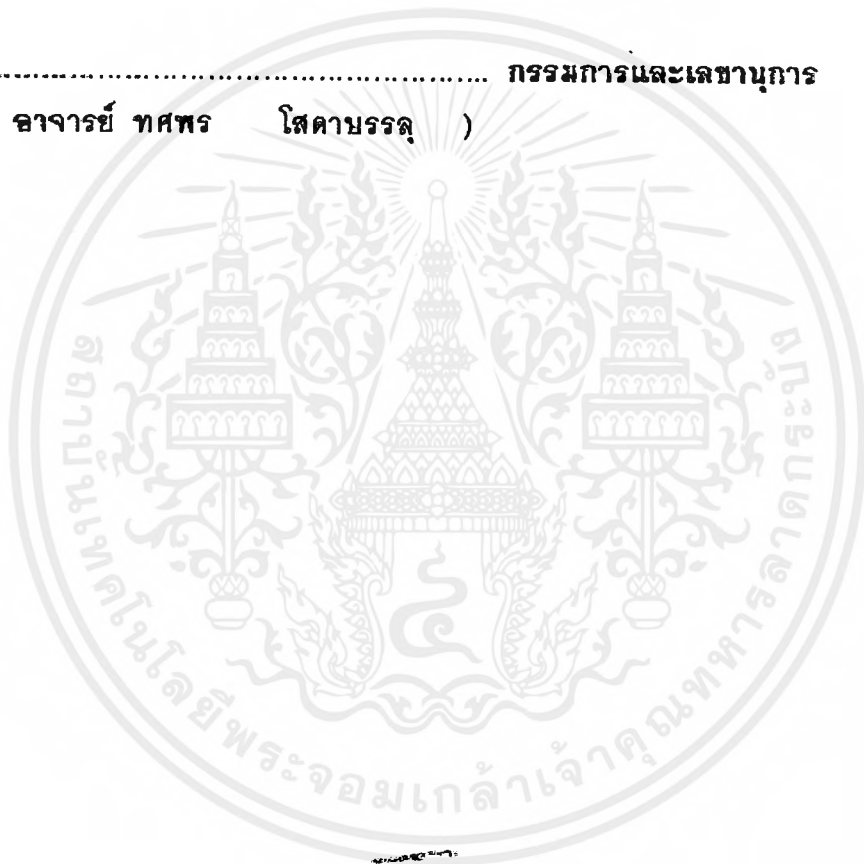 ........................................................ กรรมการและเลขานุการ
อาจารย์ ทศพร โสดาบรรลุ )
สถาบันเทคโนโลยีพระจอมเกล้าเจ้าคุณทหารลาดกระบัง